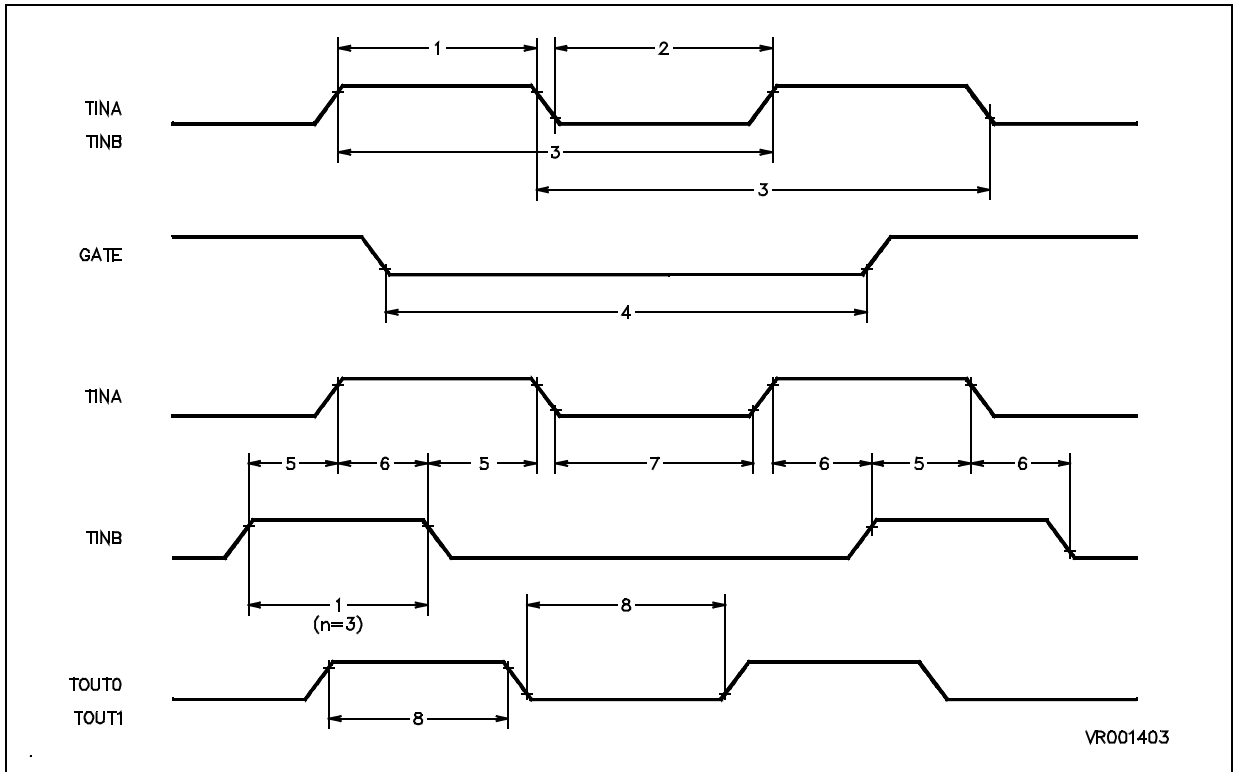 1
2
TINA
TINB
3
3
GATE
4
TINA
5 6 5 7 6 5 6
TINB
1
(n=3)
8
TOUT0
TOUT1
8
VR001403